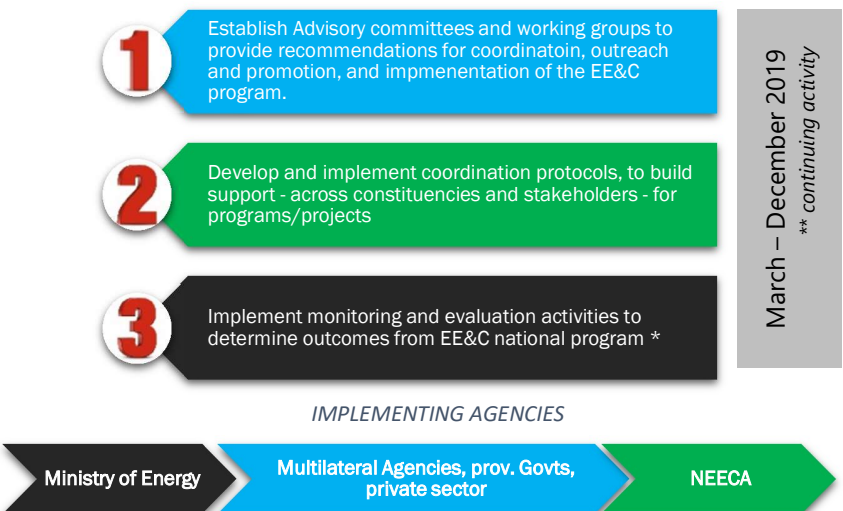 1
Establish Advisory committees and working groups to
provide recommendations for coordinatoin, outreach
and promotion, and impmenentation of the EE&C
program.
2
Develop and implement coordination protocols, to build
support - across constituencies and stakeholders - for
programs/projects
3
Implement monitoring and evaluation activities to
determine outcomes from EE&C national program *
March – December 2019
** continuing activity
IMPLEMENTING AGENCIES
Ministry of Energy
Multilateral Agencies, prov. Govts,
private sector
NEECA